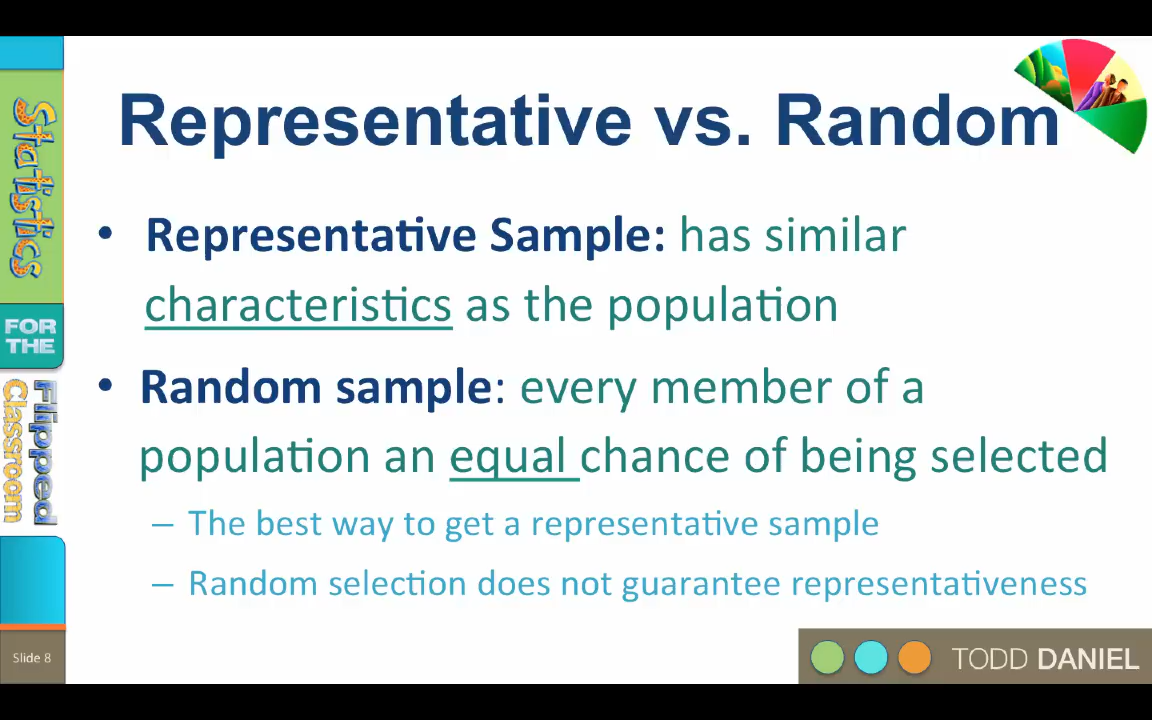 Statistics
FOR
THE
Flipped
Classroom
Slide 8
Representative vs. Random
• Representative Sample: has similar
characteristics as the population
• Random sample: every member of a
population an equal chance of being selected
– The best way to get a representative sample
– Random selection does not guarantee representativeness
TODD DANIEL